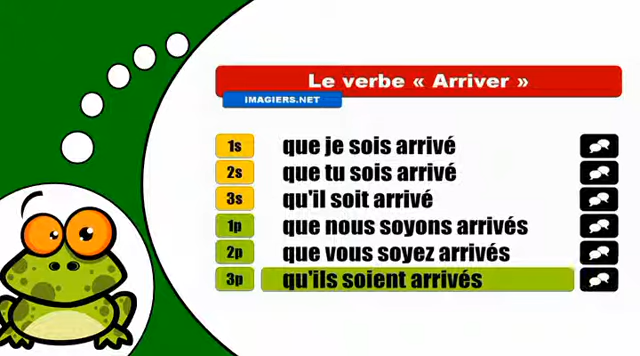 Le verbe « Arriver »
IMAGIERS.NET
1s que je sois arrivé
2s que tu sois arrivé
3s qu'il soit arrivé
1p que nous soyons arrivés
2p que vous soyez arrivés
3p qu'ils soient arrivés